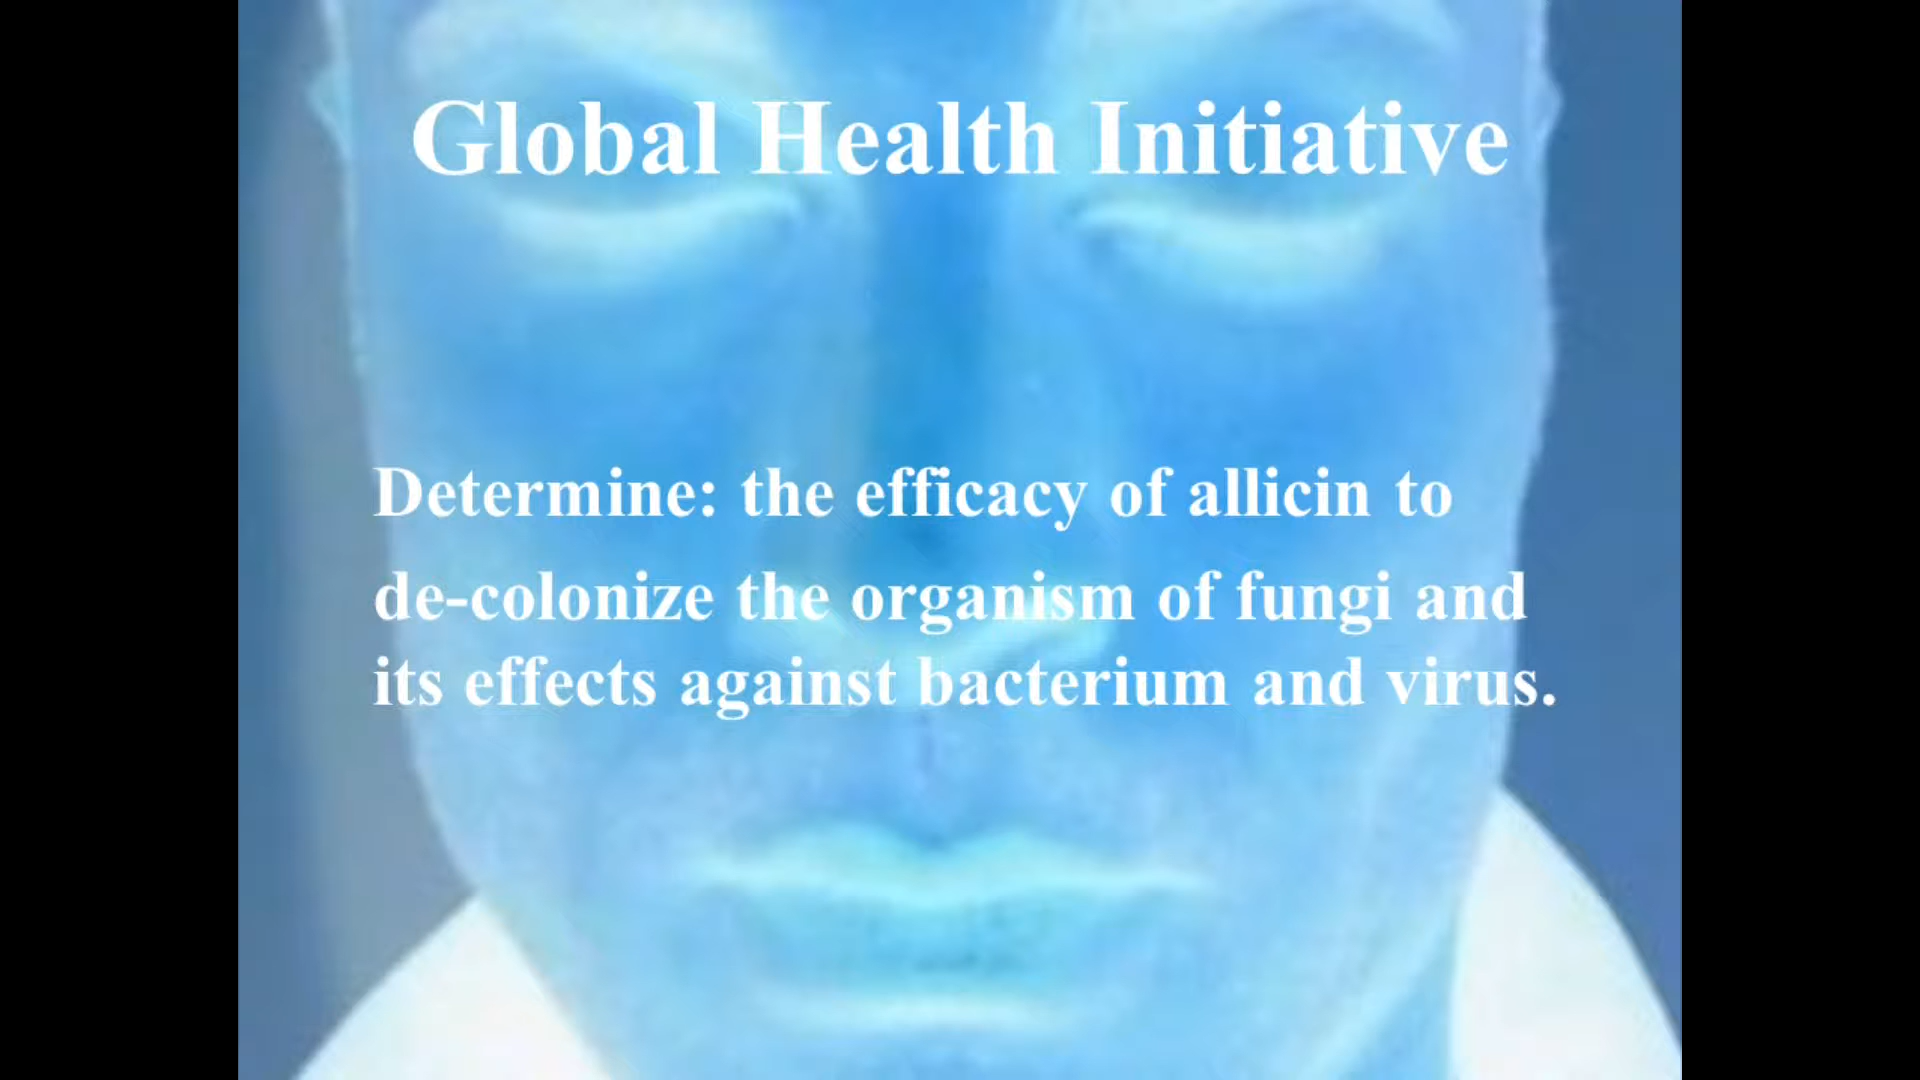 Global Health Initiative
Determine: the efficacy of allicin to
de-colonize the organism of fungi and
its effects against bacterium and virus.